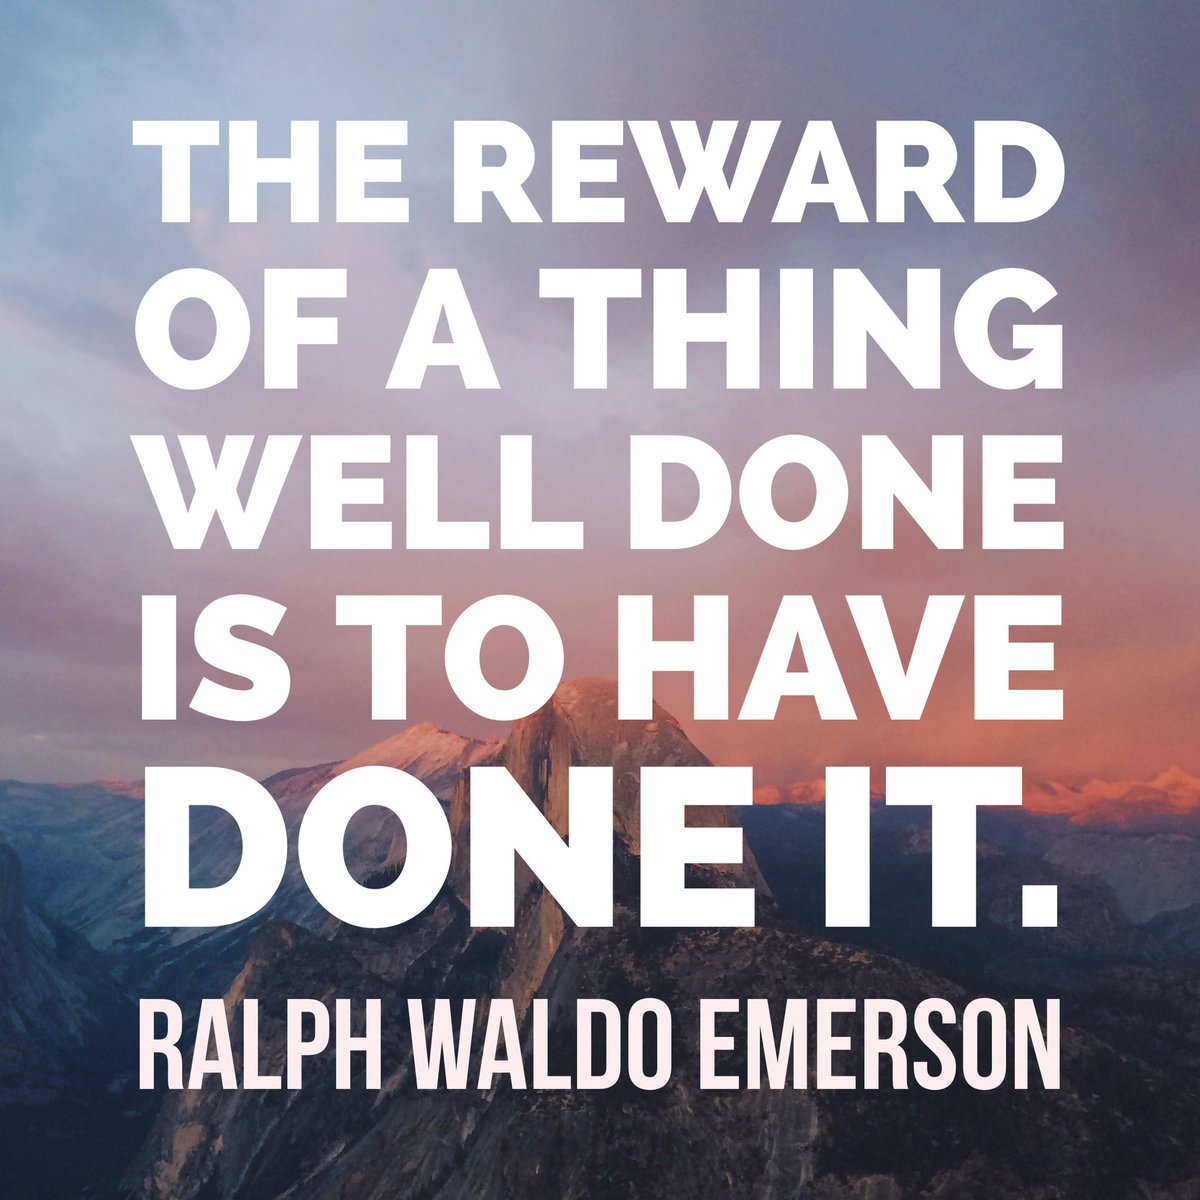 THE REWARD
OF A THING
WELL DONE
IS TO HAVE
DONE IT.
RALPH WALDO EMERSON